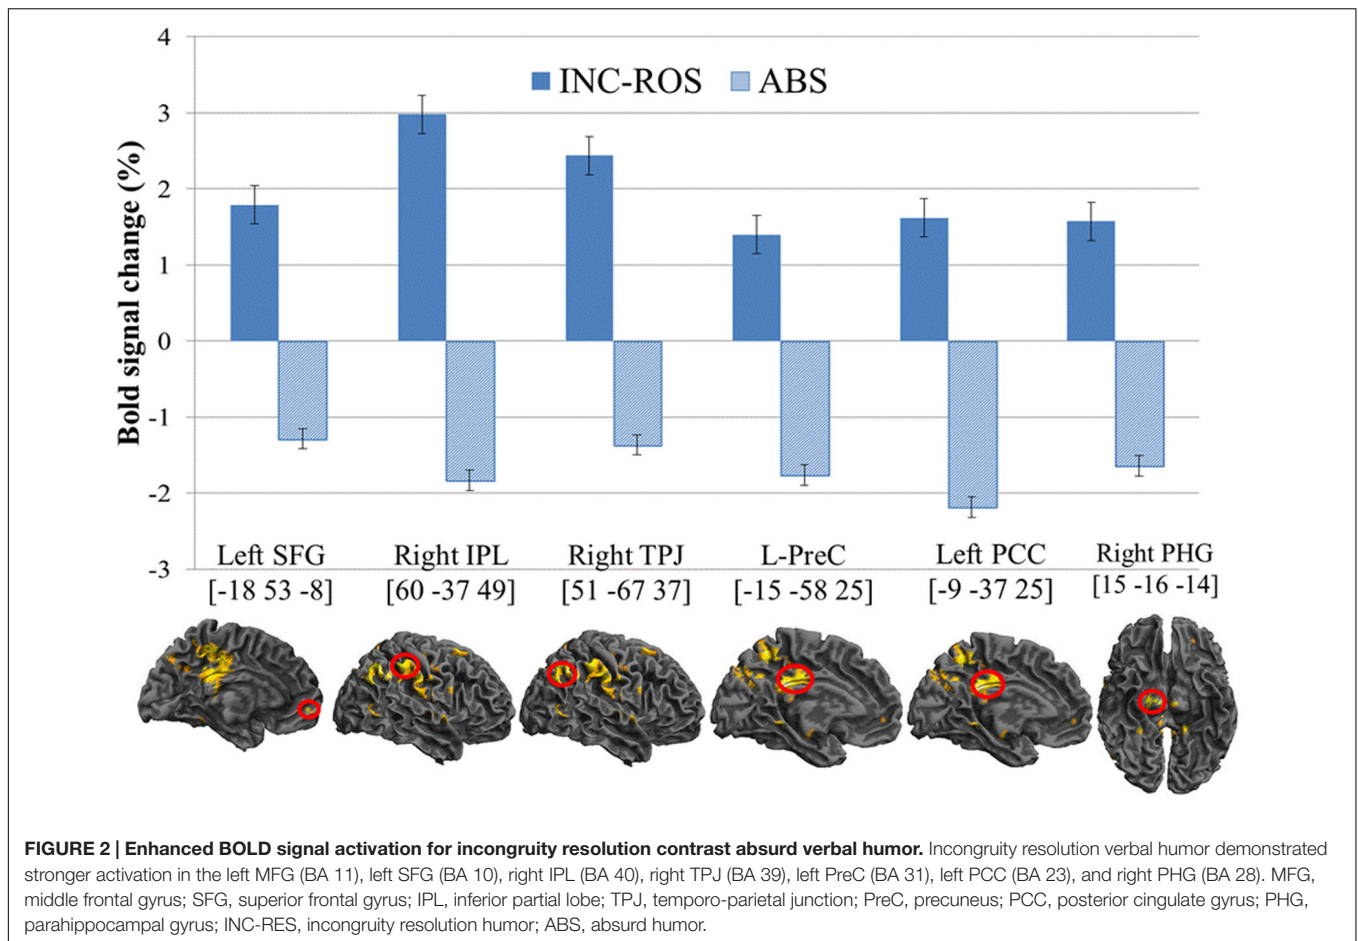 4
3
2
1
0
-1
-2
-3
Bold signal change (%)
INC-ROS ABS
Left SFG Right IPL Right TPJ L-PreC Left PCC Right PHG
[-18 53 -8] [60 -37 49] [51 -67 37] [-15 -58 25] [-9 -37 25] [15 -16 -14]
FIGURE 2 | Enhanced BOLD signal activation for incongruity resolution contrast absurd verbal humor. Incongruity resolution verbal humor demonstrated
stronger activation in the left MFG (BA 11), left SFG (BA 10), right IPL (BA 40), right TPJ (BA 39), left PreC (BA 31), left PCC (BA 23), and right PHG (BA 28). MFG,
middle frontal gyrus; SFG, superior frontal gyrus; IPL, inferior partial lobe; TPJ, temporo-parietal junction; PreC, precuneus; PCC, posterior cingulate gyrus; PHG,
parahippocampal gyrus; INC-RES, incongruity resolution humor; ABS, absurd humor.